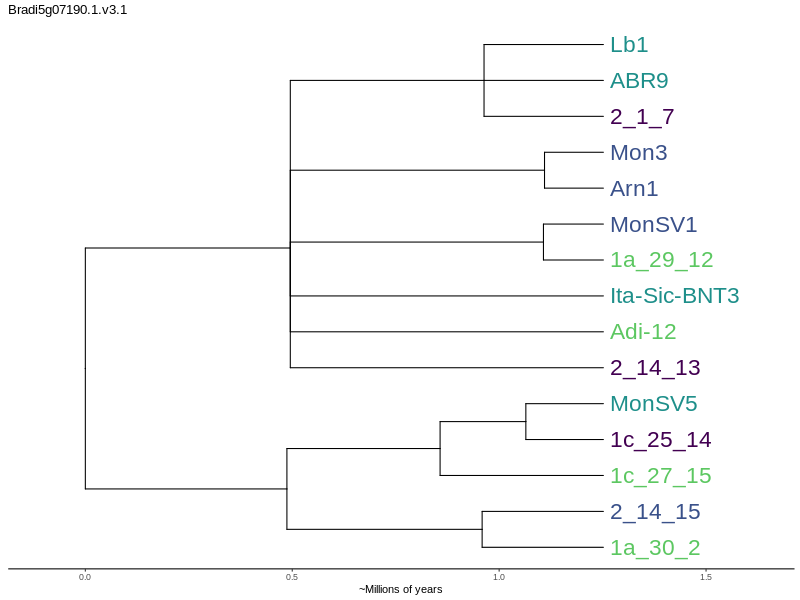 Bradi5g07190.1.v3.1
Lb1
ABR9
2_1_7
Mon3
Arn1
MonSV1
1a_29_12
Ita-Sic-BNT3
Adi-12
2_14_13
MonSV5
1c_25_14
1c_27_15
2_14_15
1a_30_2
0.0 0.5 1.0 1.5
~Millions of years